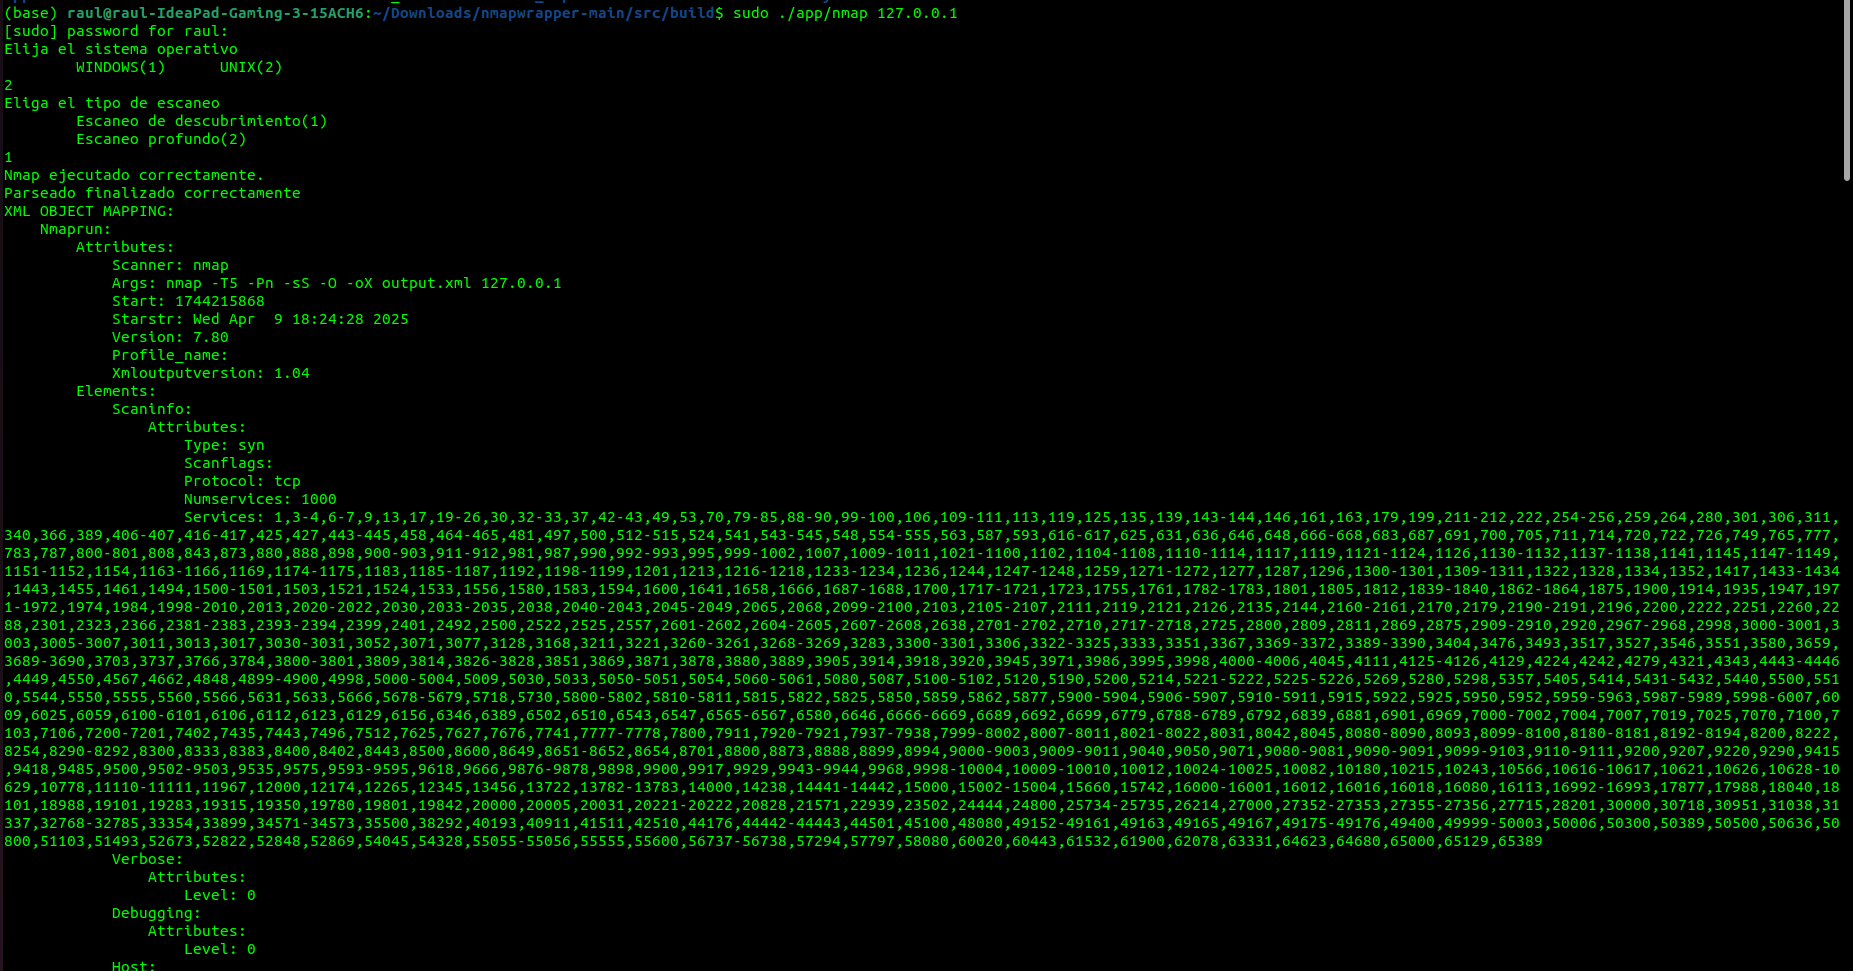 (base) raul@raul-IdeaPad-Gaming-3-15ACH6:~/Downloads/nmapwrapper-main/src/build$ sudo ./app/nmap 127.0.0.1
[sudo] password for raul:
Elija el sistema operativo
WINDOWS(1) UNIX(2)
2
Eliga el tipo de escaneo
Escaneo de descubrimiento(1)
Escaneo profundo(2)
1
Nmap ejecutado correctamente.
Parseado finalizado correctamente
XML OBJECT MAPPING:
Nmaprun:
Attributes:
Scanner: nmap
Args: nmap -T5 -Pn -sS -O -oX output.xml 127.0.0.1
Start: 1744215868
Starstr: Wed Apr  9 18:24:28 2025
Version: 7.80
Profile_name:
Xmloutputversion: 1.04
Elements:
Scaninfo:
Attributes:
Type: syn
Scanflags:
Protocol: tcp
Numservices: 1000
Services: 1,3-4,6-7,9,13,17,19-26,30,32-33,37,42-43,49,53,70,79-85,88-90,99-100,106,109-111,113,119,125,135,139,143-144,146,161,163,179,199,211-212,222,254-256,259,264,280,301,306,311,
340,366,389,406-407,416-417,425,427,443-445,458,464-465,481,497,500,512-515,524,541,543-545,548,554-555,563,587,593,616-617,625,631,636,646,648,666-668,683,687,691,700,705,711,714,720,722,726,749,765,777,
783,787,800-801,808,843,873,880,888,898,900-903,911-912,981,987,990,992-993,995,999-1002,1007,1009-1011,1021-1100,1102,1104-1108,1110-1114,1117,1119,1121-1124,1126,1130-1132,1137-1138,1141,1145,1147-1149,
1151-1152,1154,1163-1166,1169,1174-1175,1183,1185-1187,1192,1198-1199,1201,1213,1216-1218,1233-1234,1236,1244,1247-1248,1259,1271-1272,1277,1287,1296,1300-1301,1309-1311,1322,1328,1334,1352,1417,1433-1434
,1443,1455,1461,1494,1500-1501,1503,1521,1524,1533,1556,1580,1583,1594,1600,1641,1658,1666,1687-1688,1700,1717-1721,1723,1755,1761,1782-1783,1801,1805,1812,1839-1840,1862-1864,1875,1900,1914,1935,1947,197
1-1972,1974,1984,1998-2010,2013,2020-2022,2030,2033-2035,2038,2040-2043,2045-2049,2065,2068,2099-2100,2103,2105-2107,2111,2119,2121,2126,2135,2144,2160-2161,2170,2179,2190-2191,2196,2200,2222,2251,2260,22
88,2301,2323,2366,2381-2383,2393-2394,2399,2401,2492,2500,2522,2525,2557,2601-2602,2604-2605,2607-2608,2638,2701-2702,2710,2717-2718,2725,2800,2809,2811,2869,2875,2909-2910,2920,2967-2968,2998,3000-3001,3
003,3005-3007,3011,3013,3017,3030-3031,3052,3071,3077,3128,3168,3211,3221,3260-3261,3268-3269,3283,3300-3301,3306,3322-3325,3333,3351,3367,3369-3372,3389-3390,3404,3476,3493,3517,3527,3546,3551,3580,3659,
3689-3690,3703,3737,3766,3784,3800-3801,3809,3814,3826-3828,3851,3869,3871,3878,3880,3889,3905,3914,3918,3920,3945,3971,3986,3995,3998,4000-4006,4045,4111,4125-4126,4129,4224,4242,4279,4321,4343,4443-4446
,4449,4550,4567,4662,4848,4899-4900,4998,5000-5004,5009,5030,5033,5050-5051,5054,5060-5061,5080,5087,5100-5102,5120,5190,5200,5214,5221-5222,5225-5226,5269,5280,5298,5357,5405,5414,5431-5432,5440,5500,551
0,5544,5550,5555,5560,5566,5631,5633,5666,5678-5679,5718,5730,5800-5802,5810-5811,5815,5822,5825,5850,5859,5862,5877,5900-5904,5906-5907,5910-5911,5915,5922,5925,5950,5952,5959-5963,5987-5989,5998-6007,60
09,6025,6059,6100-6101,6106,6112,6123,6129,6156,6346,6389,6502,6510,6543,6547,6565-6567,6580,6646,6666-6669,6689,6692,6699,6779,6788-6789,6792,6839,6881,6901,6969,7000-7002,7004,7007,7019,7025,7070,7100,7
103,7106,7200-7201,7402,7435,7443,7496,7512,7625,7627,7676,7741,7777-7778,7800,7911,7920-7921,7937-7938,7999-8002,8007-8011,8021-8022,8031,8042,8045,8080-8090,8093,8099-8100,8180-8181,8192-8194,8200,8222,
8254,8290-8292,8300,8333,8383,8400,8402,8443,8500,8600,8649,8651-8652,8654,8701,8800,8873,8888,8899,8994,9000-9003,9009-9011,9040,9050,9071,9080-9081,9090-9091,9099-9103,9110-9111,9200,9207,9220,9290,9415
,9418,9485,9500,9502-9503,9535,9575,9593-9595,9618,9666,9876-9878,9898,9900,9917,9929,9943-9944,9968,9998-10004,10009-10010,10012,10024-10025,10082,10180,10215,10243,10566,10616-10617,10621,10626,10628-10
629,10778,11110-11111,11967,12000,12174,12265,12345,13456,13722,13782-13783,14000,14238,14441-14442,15000,15002-15004,15660,15742,16000-16001,16012,16016,16018,16080,16113,16992-16993,17877,17988,18040,18
101,18988,19101,19283,19315,19350,19780,19801,19842,20000,20005,20031,20221-20222,20828,21571,22939,23502,24444,24800,25734-25735,26214,27000,27352-27353,27355-27356,27715,28201,30000,30718,30951,31038,31
337,32768-32785,33354,33899,34571-34573,35500,38292,40193,40911,41511,42510,44176,44442-44443,44501,45100,48080,49152-49161,49163,49165,49167,49175-49176,49400,49999-50003,50006,50300,50389,50500,50636,50
800,51103,51493,52673,52822,52848,52869,54045,54328,55055-55056,55555,55600,56737-56738,57294,57797,58080,60020,60443,61532,61900,62078,63331,64623,64680,65000,65129,65389
Verbose:
Attributes:
Level: 0
Debugging:
Attributes:
Level: 0
Host: